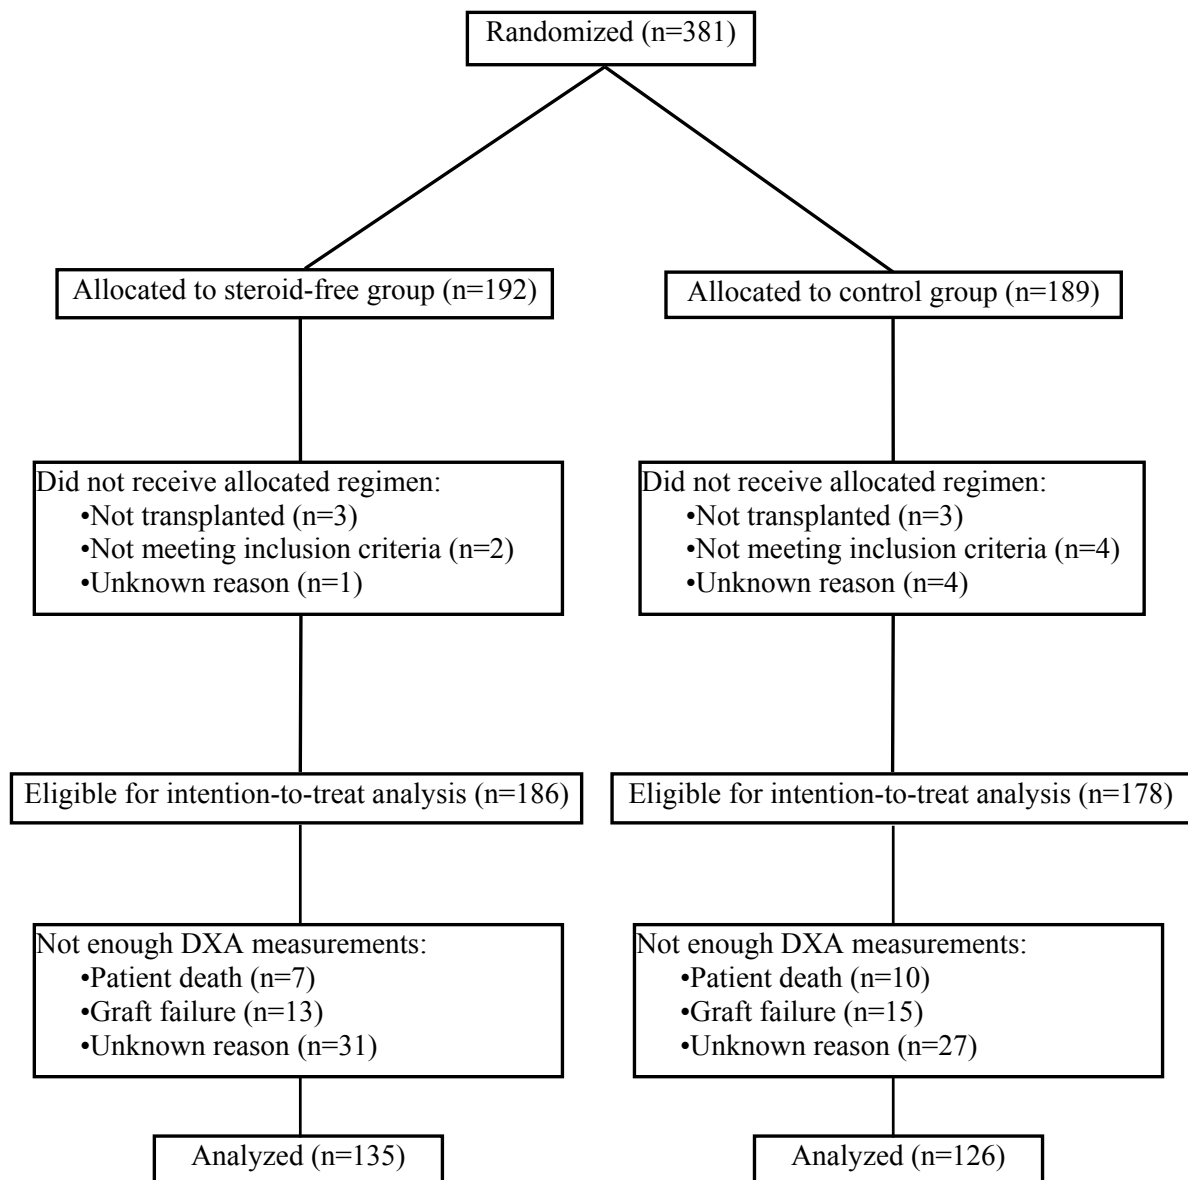 Randomized (n=381)
Allocated to steroid-free group (n=192)
Allocated to control group (n=189)
Did not receive allocated regimen:
•Not transplanted (n=3)
•Not meeting inclusion criteria (n=2)
•Unknown reason (n=1)
Did not receive allocated regimen:
•Not transplanted (n=3)
•Not meeting inclusion criteria (n=4)
•Unknown reason (n=4)
Eligible for intention-to-treat analysis (n=186)
Eligible for intention-to-treat analysis (n=178)
Not enough DXA measurements:
•Patient death (n=7)
•Graft failure (n=13)
•Unknown reason (n=31)
Not enough DXA measurements:
•Patient death (n=10)
•Graft failure (n=15)
•Unknown reason (n=27)
Analyzed (n=135)
Analyzed (n=126)